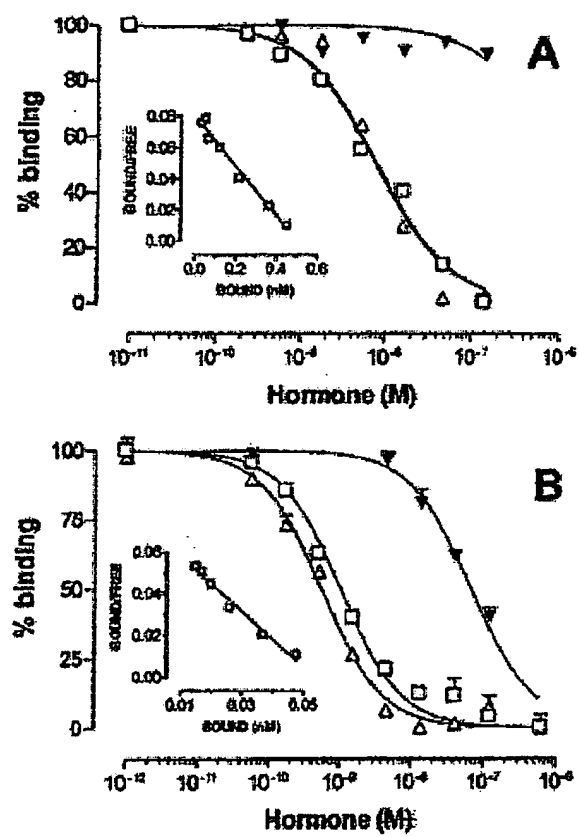 A
% binding
100
80
60
40
20
0
BOUND/FREE
0.08
0.06
0.04
0.02
0.00
0.0 0.2 0.4 0.6
BOUND (nM)
10⁻¹¹ 10⁻¹⁰ 10⁻⁹ 10⁻⁸ 10⁻⁷ 10⁻⁶
Hormone (M)
B
% binding
100
75
50
25
0
BOUND/FREE
0.06
0.04
0.02
0.00
0.01 0.03 0.05
BOUND (nM)
10⁻¹² 10⁻¹¹ 10⁻¹⁰ 10⁻⁹ 10⁻⁸ 10⁻⁷ 10⁻⁶
Hormone (M)